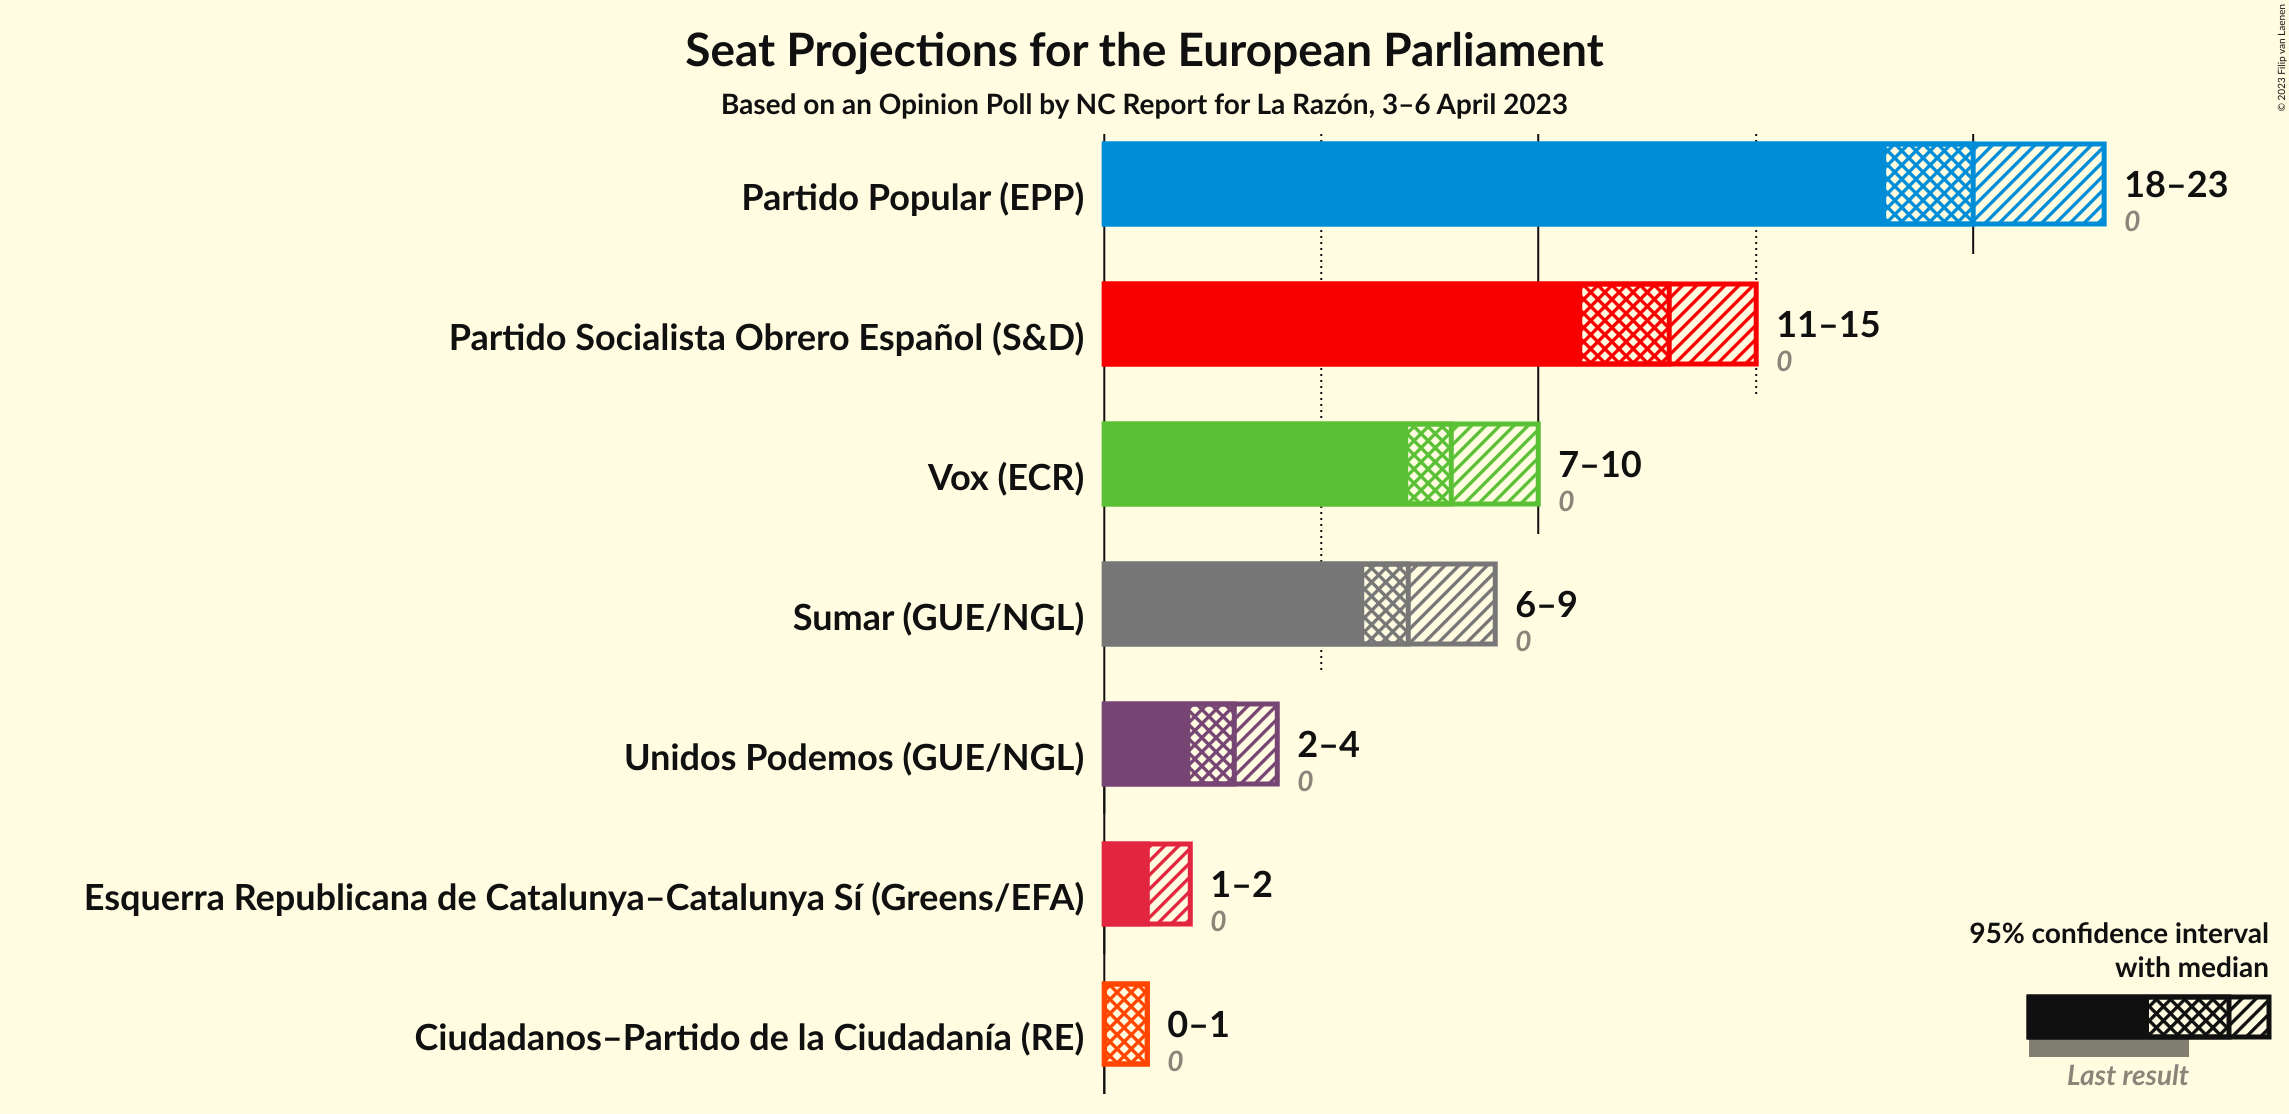 Seat Projections for the European Parliament
Based on an Opinion Poll by NC Report for La Razón, 3–6 April 2023
© 2023 Filip van Laenen
Partido Popular (EPP)
18–23
0
Partido Socialista Obrero Español (S&D)
11–15
0
Vox (ECR)
7–10
0
Sumar (GUE/NGL)
6–9
0
Unidos Podemos (GUE/NGL)
2–4
0
Esquerra Republicana de Catalunya–Catalunya Sí (Greens/EFA)
1–2
0
Ciudadanos–Partido de la Ciudadanía (RE)
0–1
0
95% confidence interval
with median
Last result